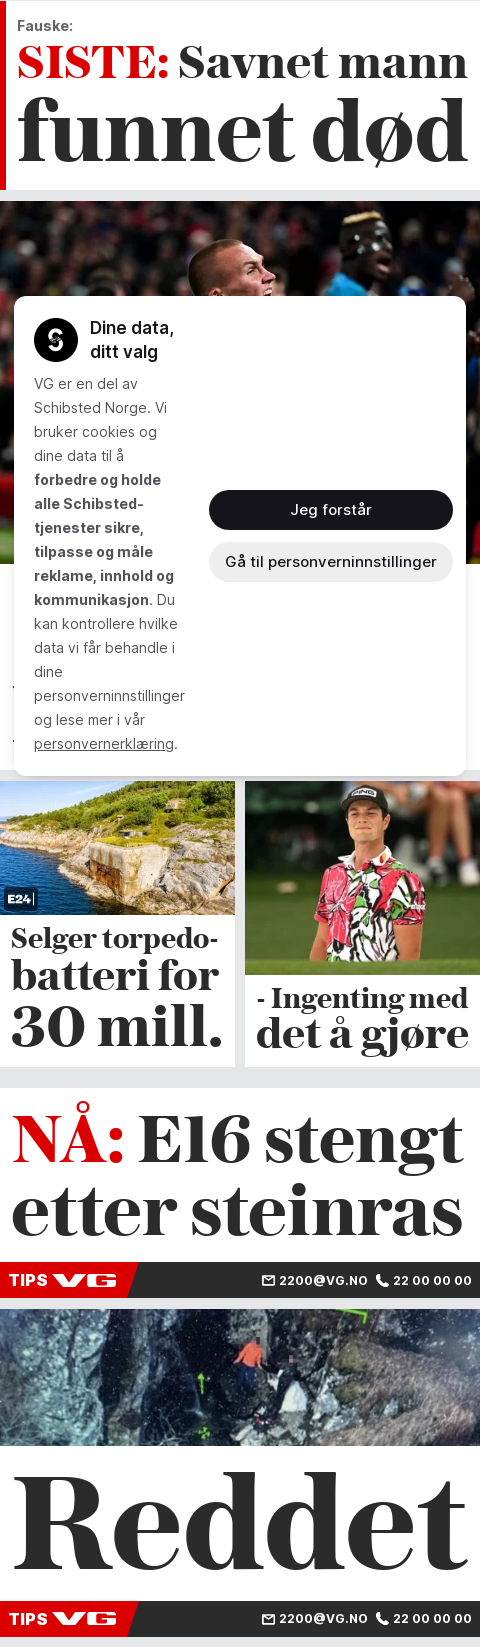 Fauske:
SISTE: Savnet mann
funnet død
Dine data,
ditt valg
VG er en del av
Schibsted Norge. Vi
bruker cookies og
dine data til å
forbedre og holde
alle Schibsted-
tjenester sikre,
tilpasse og måle
reklame, innhold og
kommunikasjon. Du
kan kontrollere hvilke
data vi får behandle i
dine
personverninnstillinger
og lese mer i vår
personvernerklæring.
Jeg forstår
Gå til personverninnstillinger
E24
Selger torpedo-
batteri for
30 mill.
PING
- Ingenting med
det å gjøre
NÅ: E16 stengt
etter steinras
TIPS VG 2200@VG.NO 22 00 00 00
Reddet
TIPS VG 2200@VG.NO 22 00 00 00